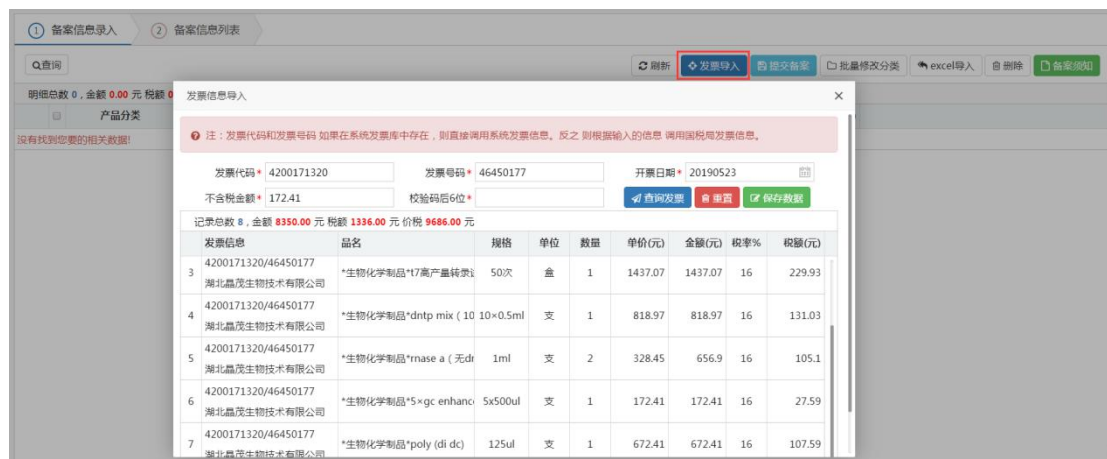 1 备案信息录入 2 备案信息列表
查询 刷新 发票导入 提交备案 批量修改分类 excel导入 删除 备案须知
明细总数 0，金额 0.00 元 税额 0
产品分类
没有找到您要的相关数据!
发票信息导入 ×
注：发票代码和发票号码 如果在系统发票库中存在，则直接调用系统发票信息。反之 则根据输入的信息 调用国税局发票信息。
发票代码* 4200171320 发票号码* 46450177 开票日期* 20190523
不含税金额* 172.41 校验码后6位* 查询发票 重置 保存数据
记录总数 8，金额 8350.00 元 税额 1336.00 元 价税 9686.00 元
发票信息 品名 规格 单位 数量 单价(元) 金额(元) 税率% 税额(元)
3 4200171320/46450177 湖北晶茂生物技术有限公司 *生物化学制品*t7高产量转录 50次 盒 1 1437.07 1437.07 16 229.93
4 4200171320/46450177 湖北晶茂生物技术有限公司 *生物化学制品*dntp mix（10 10×0.5ml 支 1 818.97 818.97 16 131.03
5 4200171320/46450177 湖北晶茂生物技术有限公司 *生物化学制品*rnase a（无dn 1ml 支 2 328.45 656.9 16 105.1
6 4200171320/46450177 湖北晶茂生物技术有限公司 *生物化学制品*5×gc enhanc 5x500ul 支 1 172.41 172.41 16 27.59
7 4200171320/46450177 湖北晶茂生物技术有限公司 *生物化学制品*poly (di dc) 125ul 支 1 672.41 672.41 16 107.59